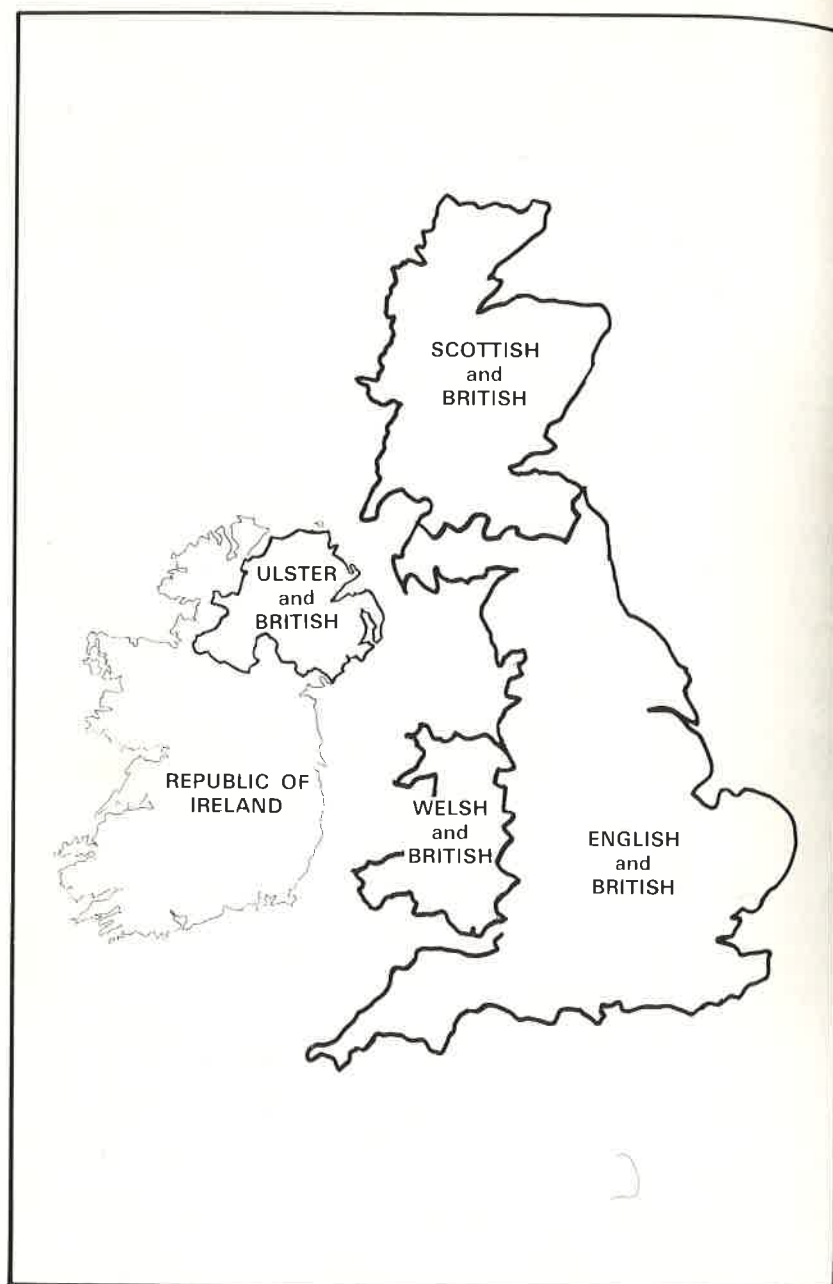 SCOTTISH
and
BRITISH
ULSTER
and
BRITISH
REPUBLIC OF
IRELAND
WELSH
and
BRITISH
ENGLISH
and
BRITISH